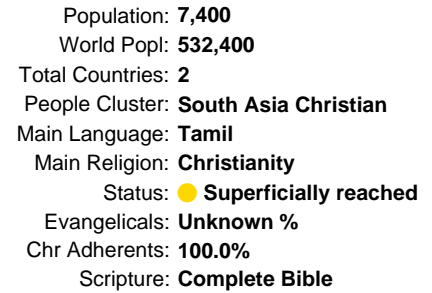 Population: 7,400
World Popl: 532,400
Total Countries: 2
People Cluster: South Asia Christian
Main Language: Tamil
Main Religion: Christianity
Status: Superficially reached
Evangelicals: Unknown %
Chr Adherents: 100.0%
Scripture: Complete Bible